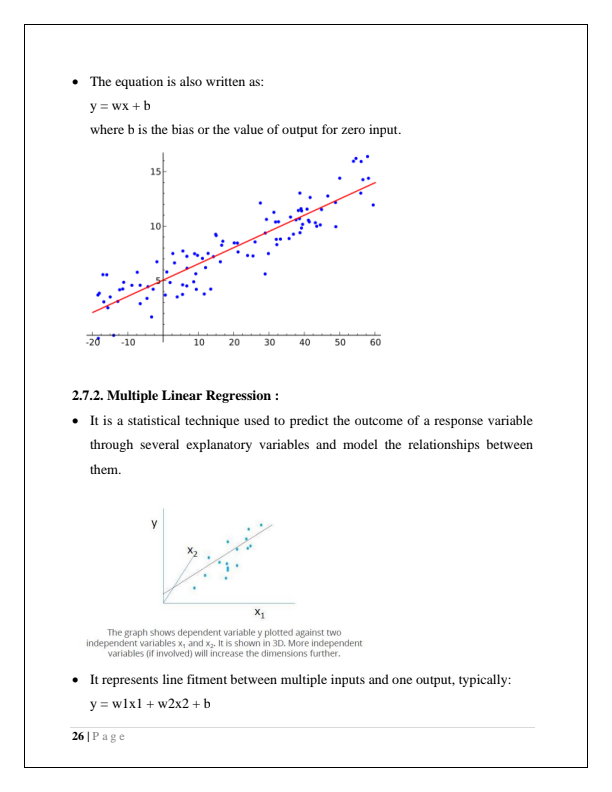 • The equation is also written as:
y = wx + b
where b is the bias or the value of output for zero input.
15
10
5
-20 -10 10 20 30 40 50 60
2.7.2. Multiple Linear Regression :
• It is a statistical technique used to predict the outcome of a response variable
through several explanatory variables and model the relationships between
them.
y
x2
x1
The graph shows dependent variable y plotted against two
independent variables x1 and x2. It is shown in 3D. More independent
variables (if involved) will increase the dimensions further.
• It represents line fitment between multiple inputs and one output, typically:
y = w1x1 + w2x2 + b
26 | P a g e